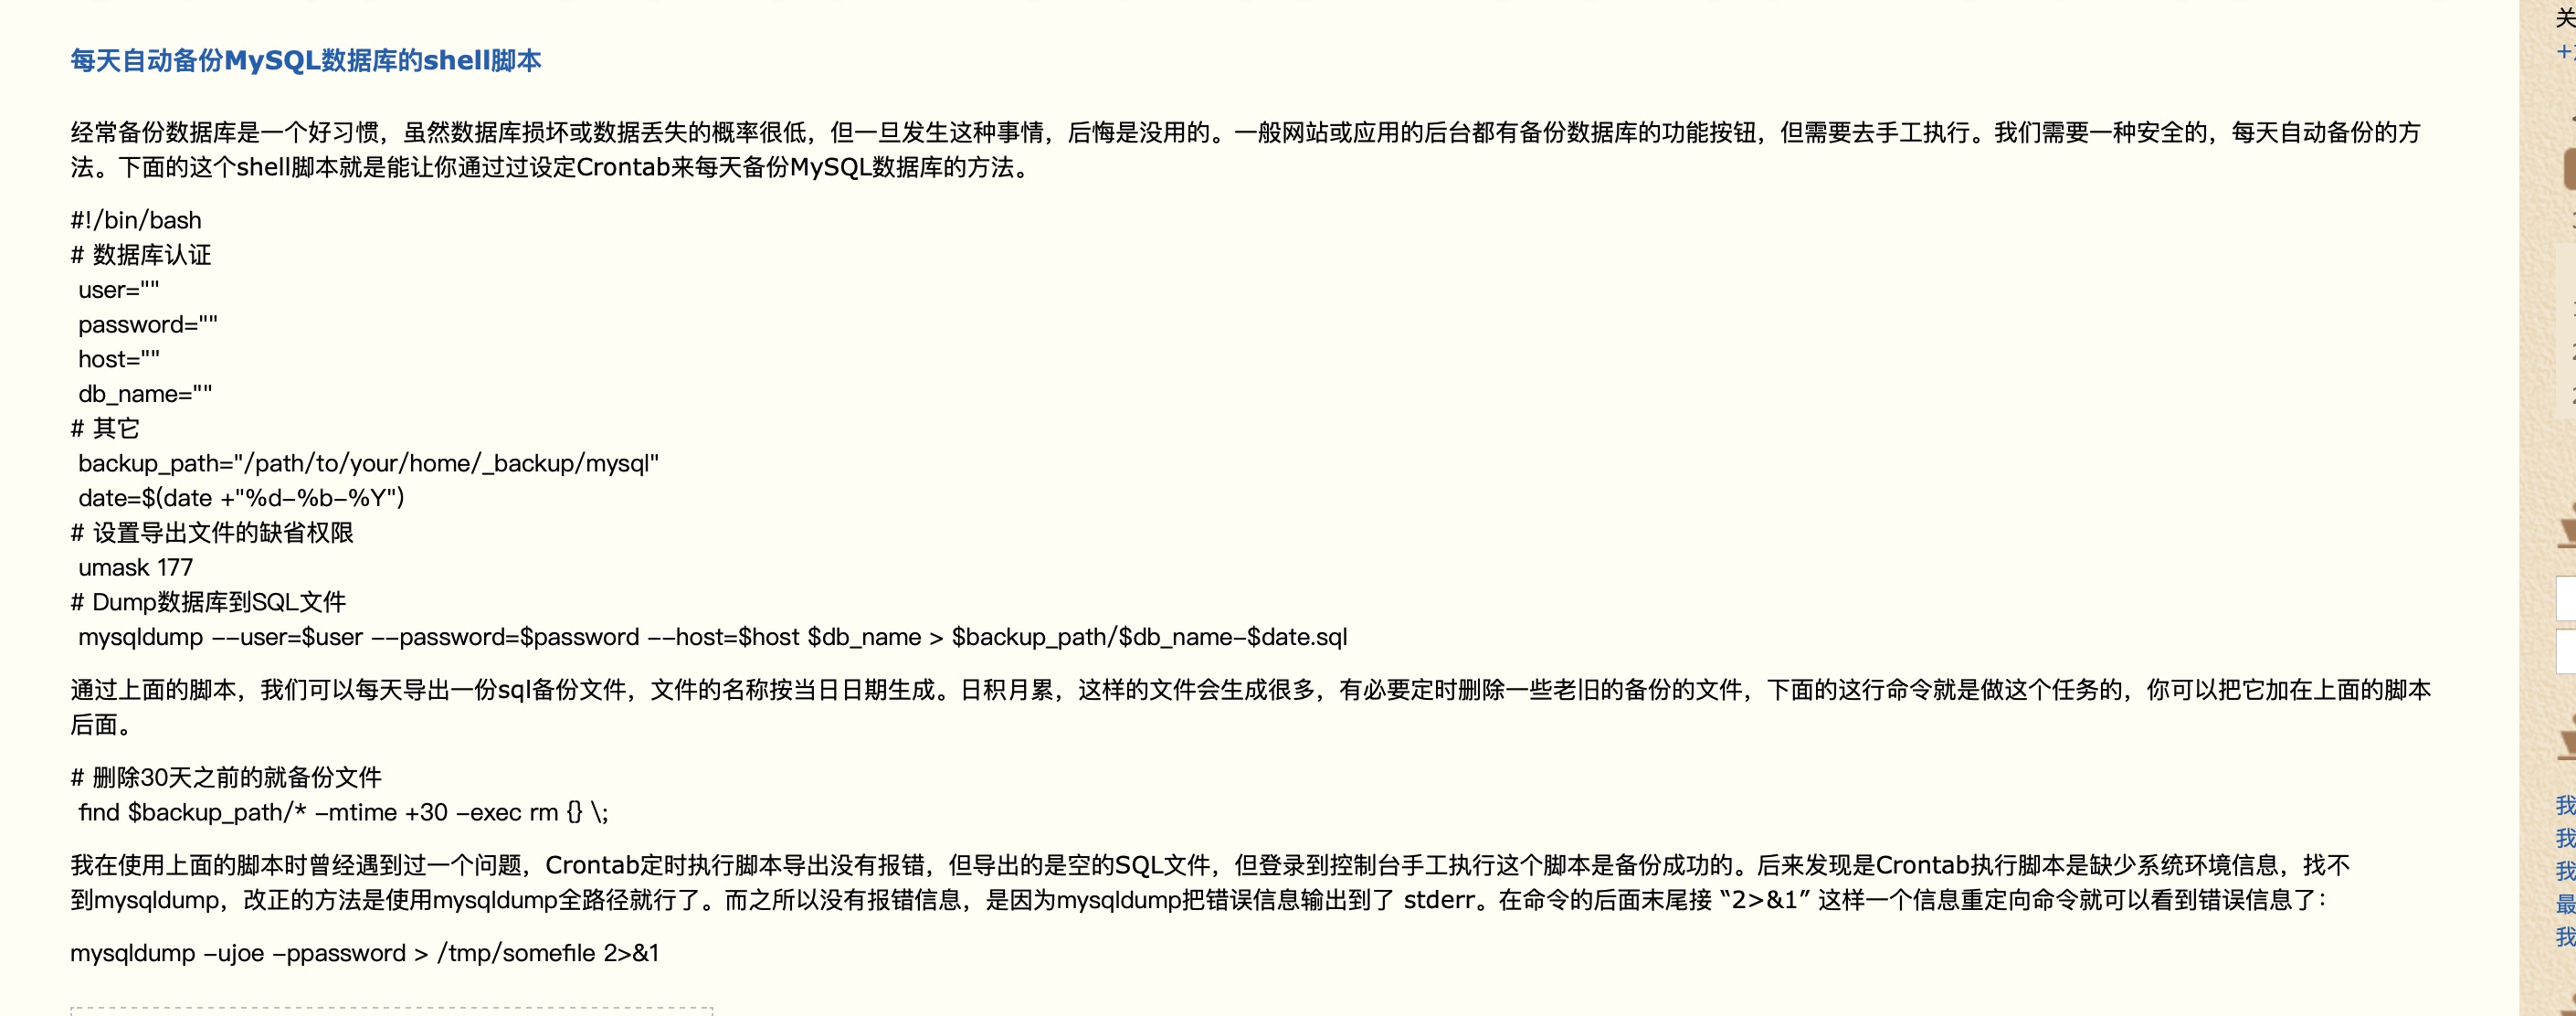 每天自动备份MySQL数据库的shell脚本
经常备份数据库是一个好习惯，虽然数据库损坏或数据丢失的概率很低，但一旦发生这种事情，后悔是没用的。一般网站或应用的后台都有备份数据库的功能按钮，但需要去手工执行。我们需要一种安全的，每天自动备份的方
法。下面的这个shell脚本就是能让你通过过设定Crontab来每天备份MySQL数据库的方法。
#!/bin/bash
# 数据库认证
user=""
password=""
host=""
db_name=""
# 其它
backup_path="/path/to/your/home/_backup/mysql"
date=$(date +"%d-%b-%Y")
# 设置导出文件的缺省权限
umask 177
# Dump数据库到SQL文件
mysqldump --user=$user --password=$password --host=$host $db_name > $backup_path/$db_name-$date.sql
通过上面的脚本，我们可以每天导出一份sql备份文件，文件的名称按当日日期生成。日积月累，这样的文件会生成很多，有必要定时删除一些老旧的备份的文件，下面的这行命令就是做这个任务的，你可以把它加在上面的脚本
后面。
# 删除30天之前的就备份文件
find $backup_path/* -mtime +30 -exec rm {} \;
我在使用上面的脚本时曾经遇到过一个问题，Crontab定时执行脚本导出没有报错，但导出的是空的SQL文件，但登录到控制台手工执行这个脚本是备份成功的。后来发现是Crontab执行脚本是缺少系统环境信息，找不
到mysqldump，改正的方法是使用mysqldump全路径就行了。而之所以没有报错信息，是因为mysqldump把错误信息输出到了 stderr。在命令的后面末尾接 “2>&1” 这样一个信息重定向命令就可以看到错误信息了：
mysqldump -ujoe -ppassword > /tmp/somefile 2>&1
关
我
我
我
最
我